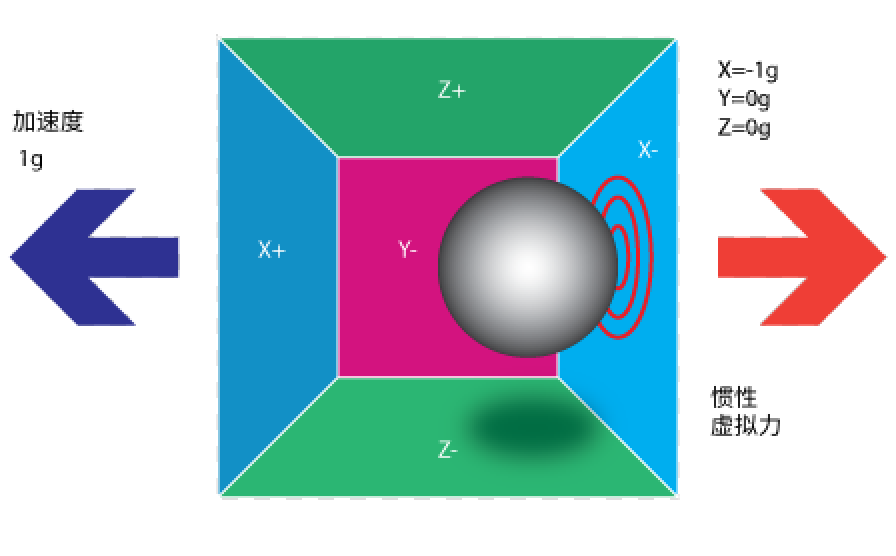 加速度
1g
Z+
X+
Y-
X-
Z-
X=-1g
Y=0g
Z=0g
惯性
虚拟力